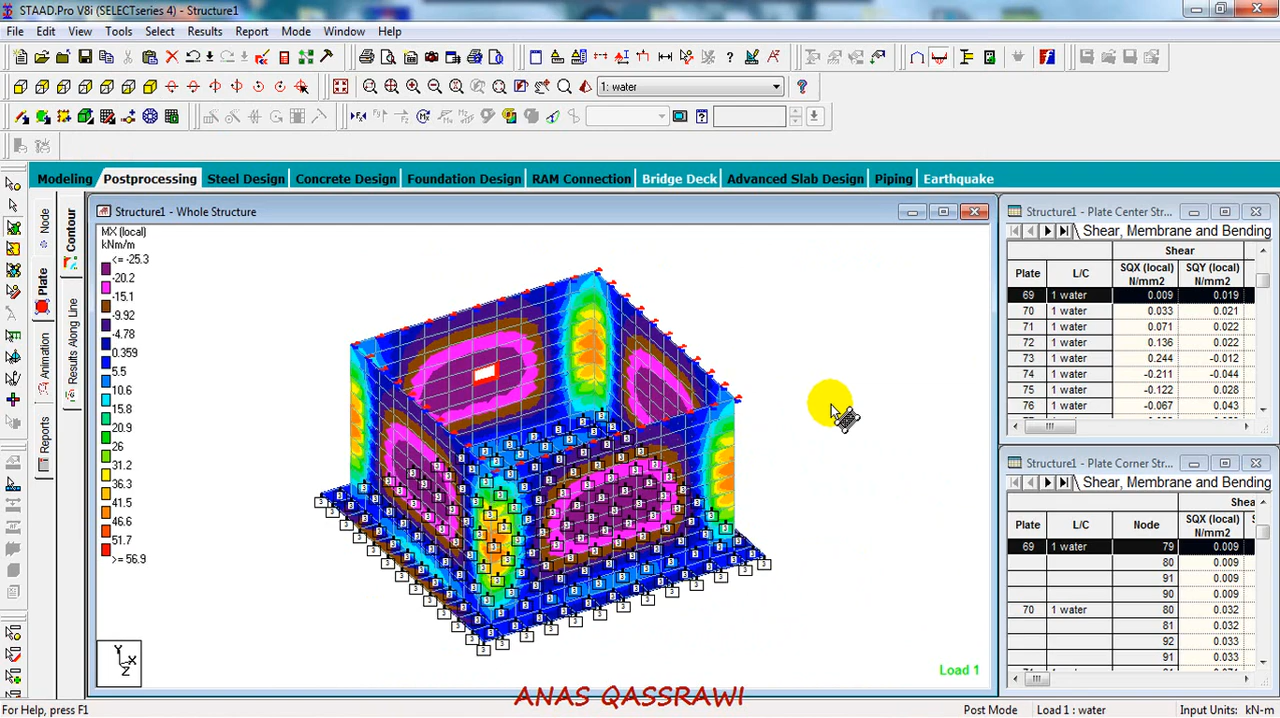 STAAD.Pro V8i (SELECTseries 4) - Structure1
File Edit View Tools Select Results Report Mode Window Help
1: water
Modeling Postprocessing Steel Design Concrete Design Foundation Design RAM Connection Bridge Deck Advanced Slab Design Piping Earthquake
Node
Plate
Animation
Reports
Contour
Results Along Line
Structure1 - Whole Structure
MX (local)
kNm/m
<= -25.3
-20.2
-15.1
-9.92
-4.78
0.359
5.5
10.6
15.8
20.9
26
31.2
36.3
41.5
46.6
51.7
>= 56.9
Y
X
Z
Load 1
Structure1 - Plate Center Str...
Shear, Membrane and Bending
Shear
Plate L/C SQX (local) N/mm2 SQY (local) N/mm2
69 1 water 0.009 0.019
70 1 water 0.033 0.021
71 1 water 0.071 0.022
72 1 water 0.136 0.022
73 1 water 0.244 -0.012
74 1 water -0.211 -0.044
75 1 water -0.122 0.028
76 1 water -0.067 0.043
Structure1 - Plate Corner Str...
Shear, Membrane and Bending
Shea
Plate L/C Node SQX (local) N/mm2
69 1 water 79 0.009
80 0.009
91 0.009
90 0.009
70 1 water 80 0.032
81 0.032
92 0.033
91 0.033
ANAS QASSRAWI
For Help, press F1
Post Mode Load 1 : water Input Units: kN-m